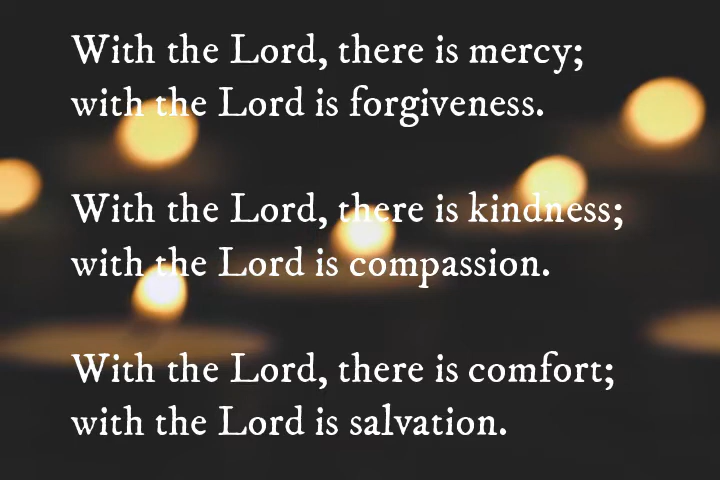 With the Lord, there is mercy;
with the Lord is forgiveness.
With the Lord, there is kindness;
with the Lord is compassion.
With the Lord, there is comfort;
with the Lord is salvation.